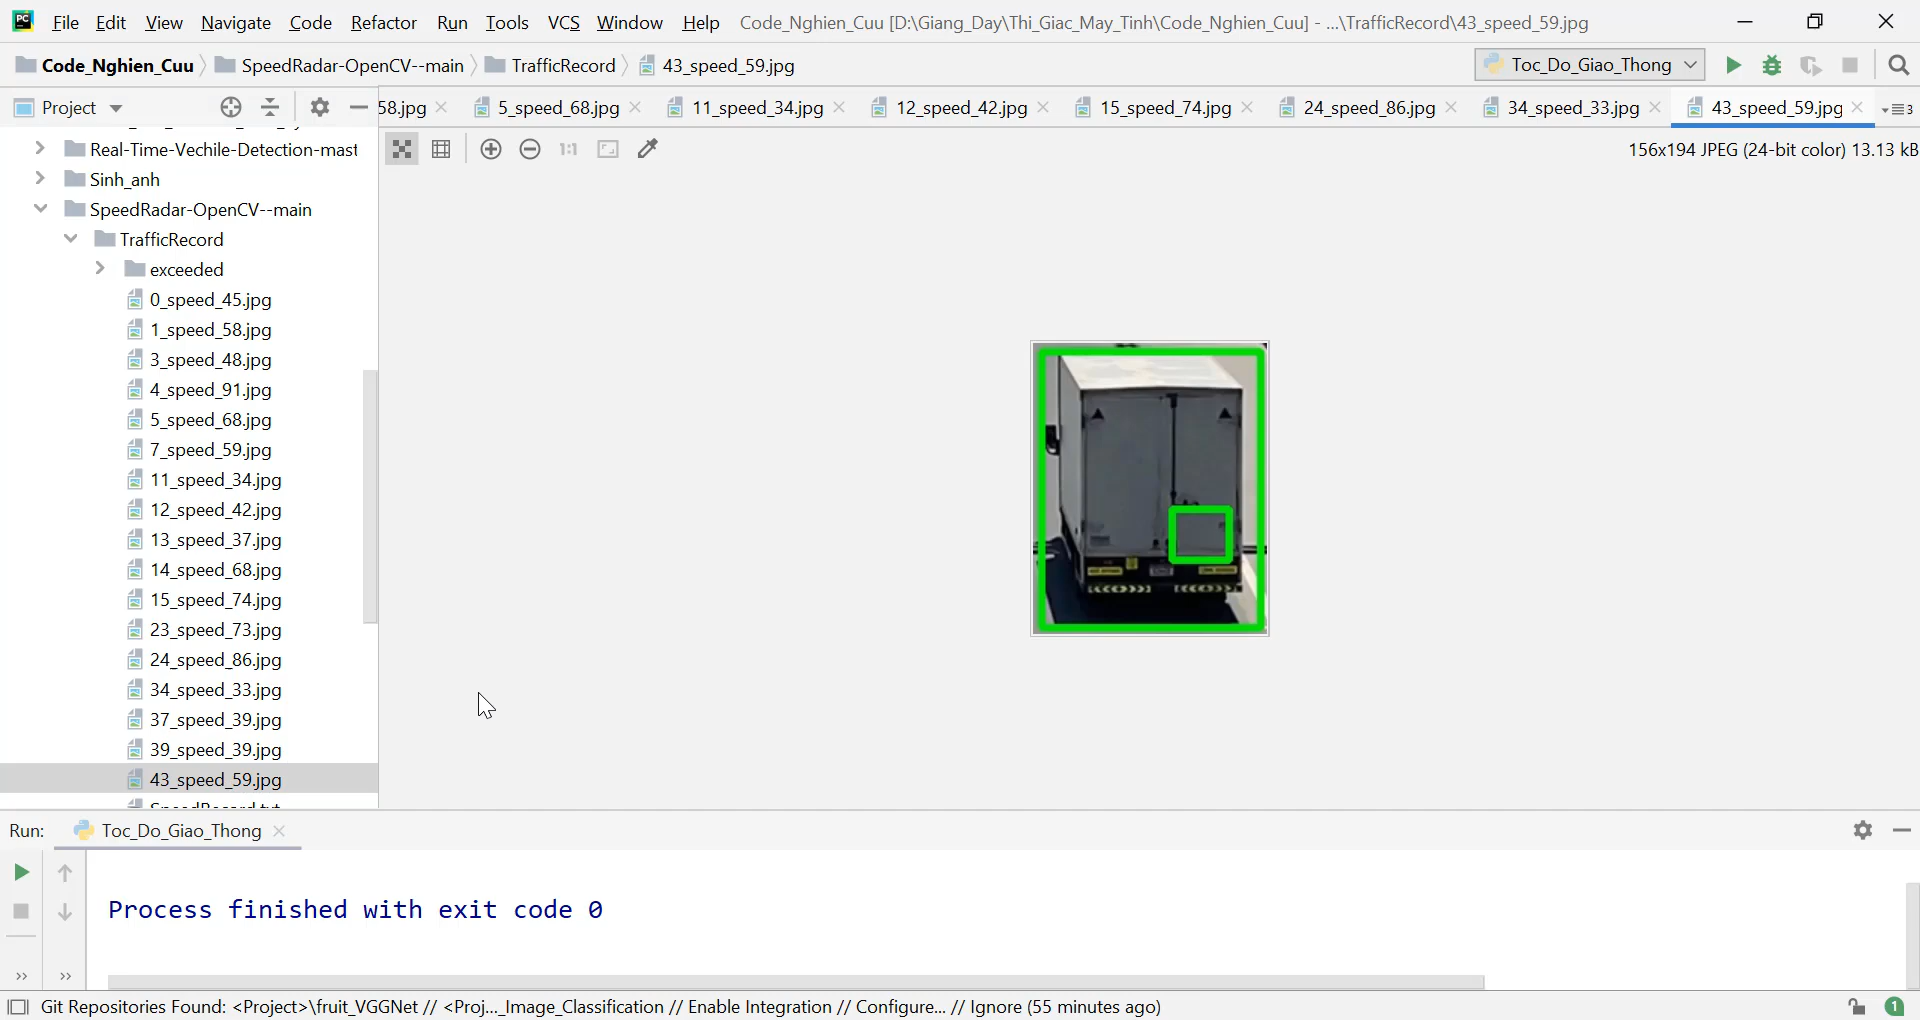 File Edit View Navigate Code Refactor Run Tools VCS Window Help Code_Nghien_Cuu [D:\Giang_Day\Thi_Giac_May_Tinh\Code_Nghien_Cuu] - ...\TrafficRecord\43_speed_59.jpg
Code_Nghien_Cuu SpeedRadar-OpenCV--main TrafficRecord 43_speed_59.jpg Toc_Do_Giao_Thong
Project 58.jpg 5_speed_68.jpg 11_speed_34.jpg 12_speed_42.jpg 15_speed_74.jpg 24_speed_86.jpg 34_speed_33.jpg 43_speed_59.jpg 3
1:1 156x194 JPEG (24-bit color) 13.13 kB
Real-Time-Vechile-Detection-mast
Sinh_anh
SpeedRadar-OpenCV--main
TrafficRecord
exceeded
0_speed_45.jpg
1_speed_58.jpg
3_speed_48.jpg
4_speed_91.jpg
5_speed_68.jpg
7_speed_59.jpg
11_speed_34.jpg
12_speed_42.jpg
13_speed_37.jpg
14_speed_68.jpg
15_speed_74.jpg
23_speed_73.jpg
24_speed_86.jpg
34_speed_33.jpg
37_speed_39.jpg
39_speed_39.jpg
43_speed_59.jpg
Run: Toc_Do_Giao_Thong
Process finished with exit code 0
Git Repositories Found: <Project>\fruit_VGGNet // <Proj..._Image_Classification // Enable Integration // Configure... // Ignore (55 minutes ago) 1